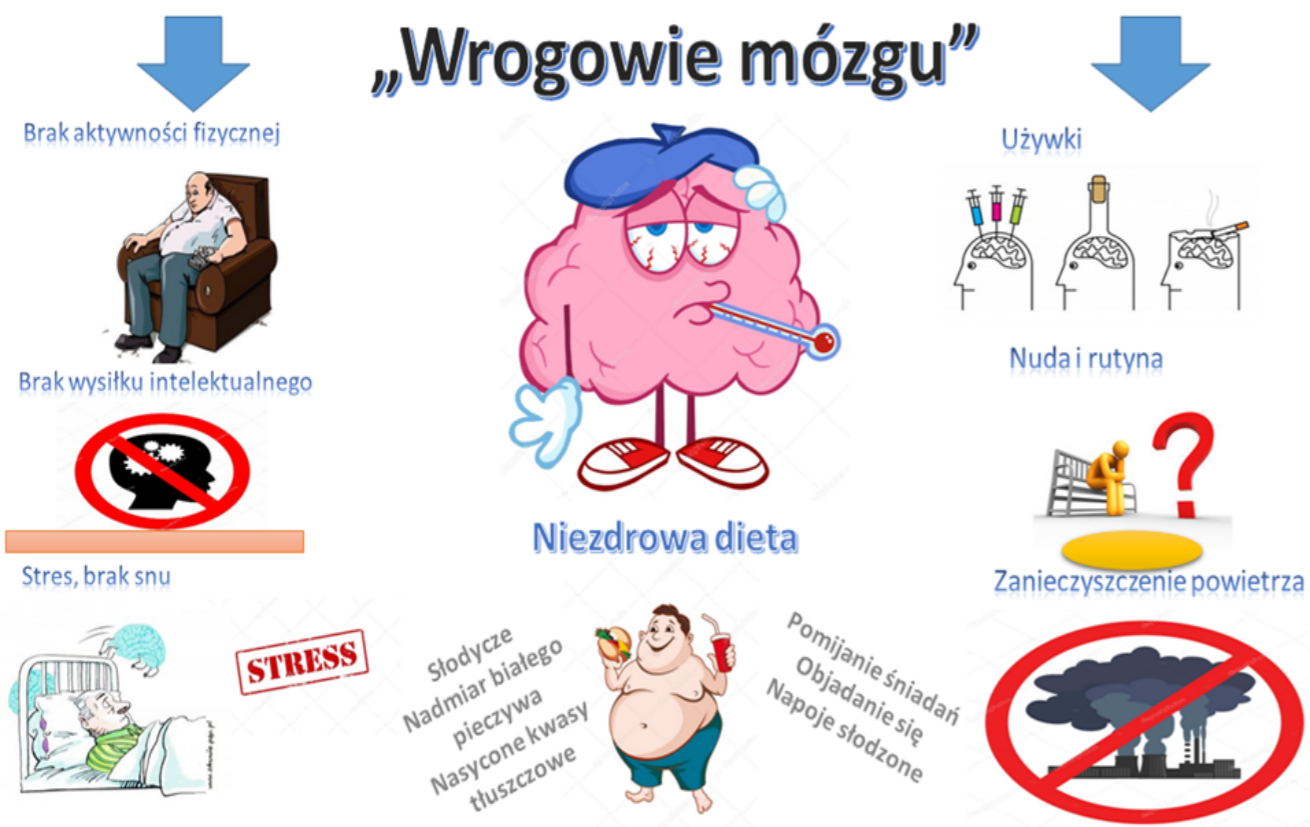 „Wrogowie mózgu”
Brak aktywności fizycznej
Brak wysiłku intelektualnego
Stres, brak snu
STRESS
Niezdrowa dieta
Słodycze
Nadmiar białego
pieczywa
Nasycone kwasy
tłuszczowe
Pomijanie śniadań
Objadanie się
Napoje słodzone
Używki
Nuda i rutyna
Zanieczyszczenie powietrza